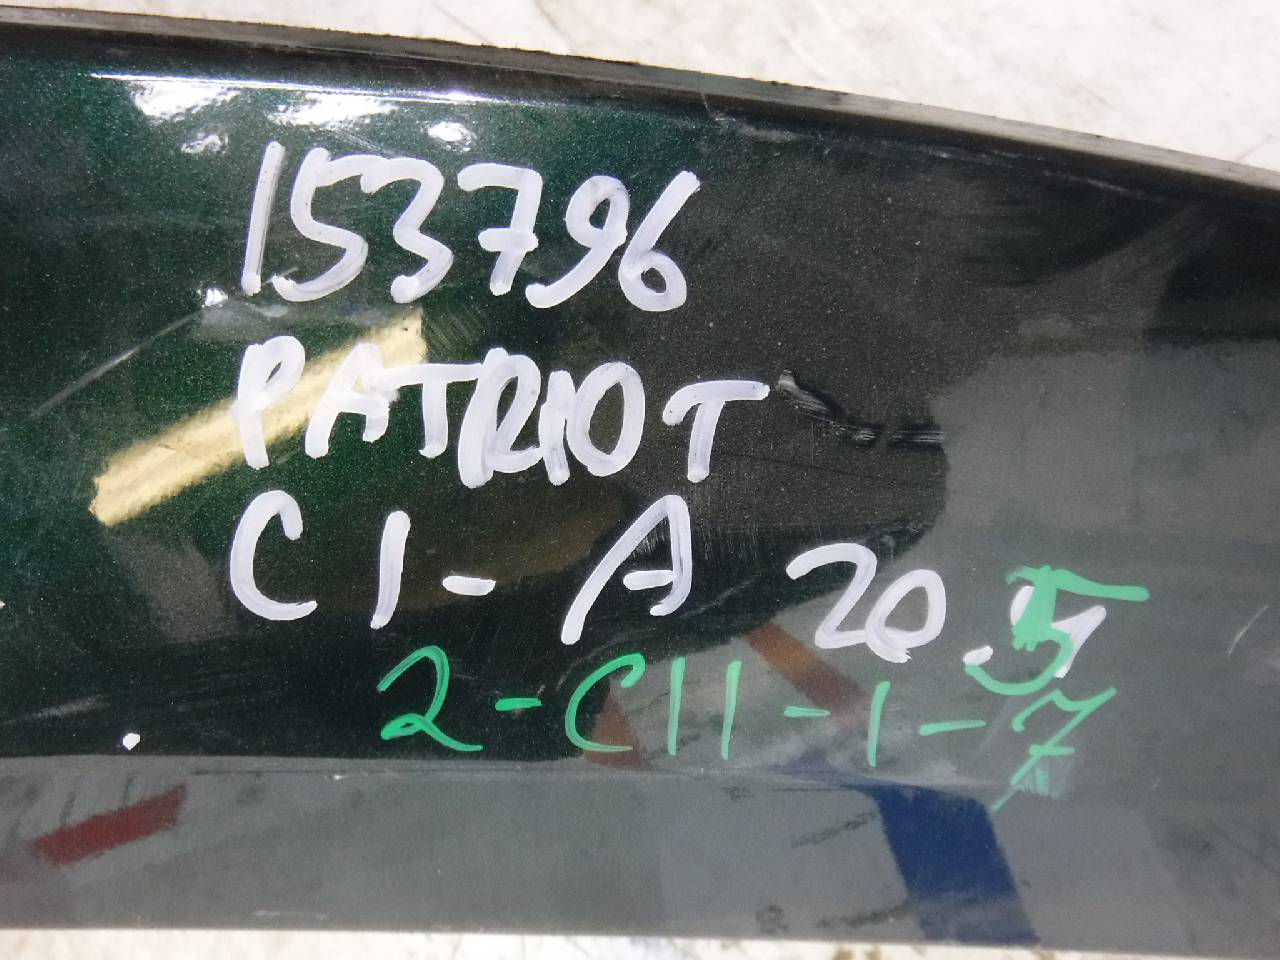 153796
PATRIOT
C1-A 20.5
2-C11-1-7